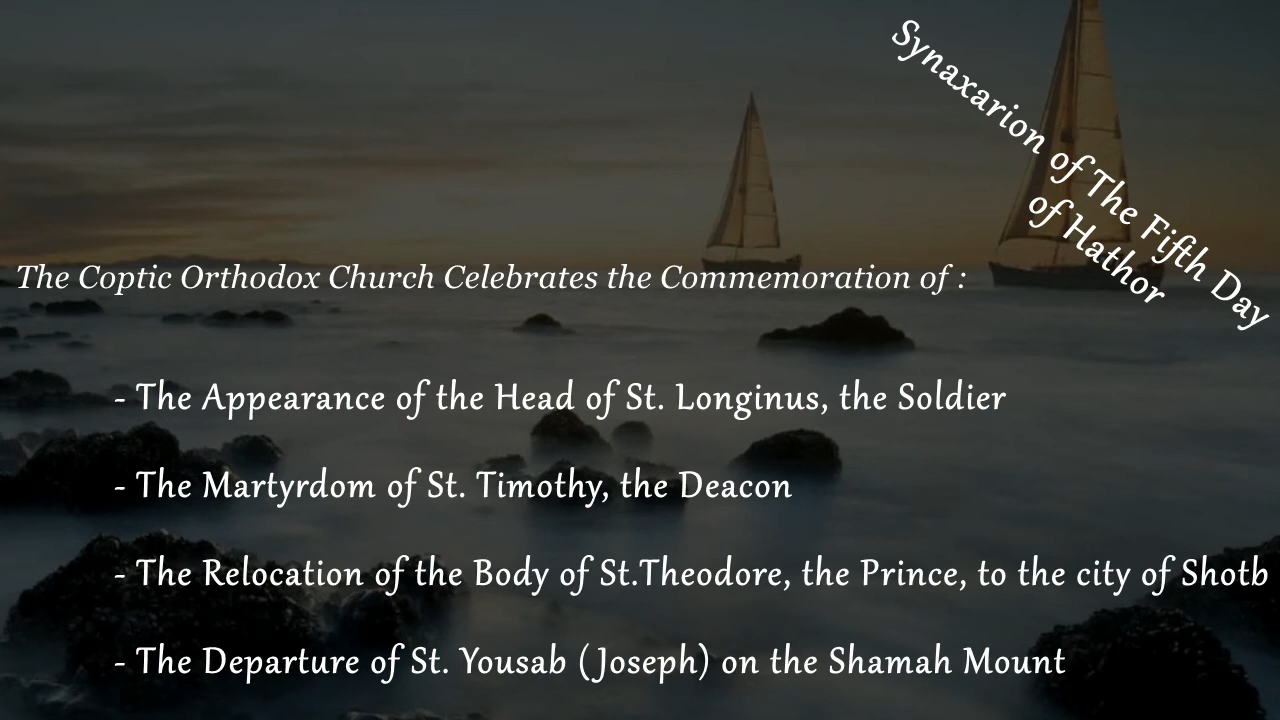 Synaxarion of The Fifth Day
of Hathor
The Coptic Orthodox Church Celebrates the Commemoration of :
- The Appearance of the Head of St. Longinus, the Soldier
- The Martyrdom of St. Timothy, the Deacon
- The Relocation of the Body of St.Theodore, the Prince, to the city of Shotb
- The Departure of St. Yousab (Joseph) on the Shamah Mount